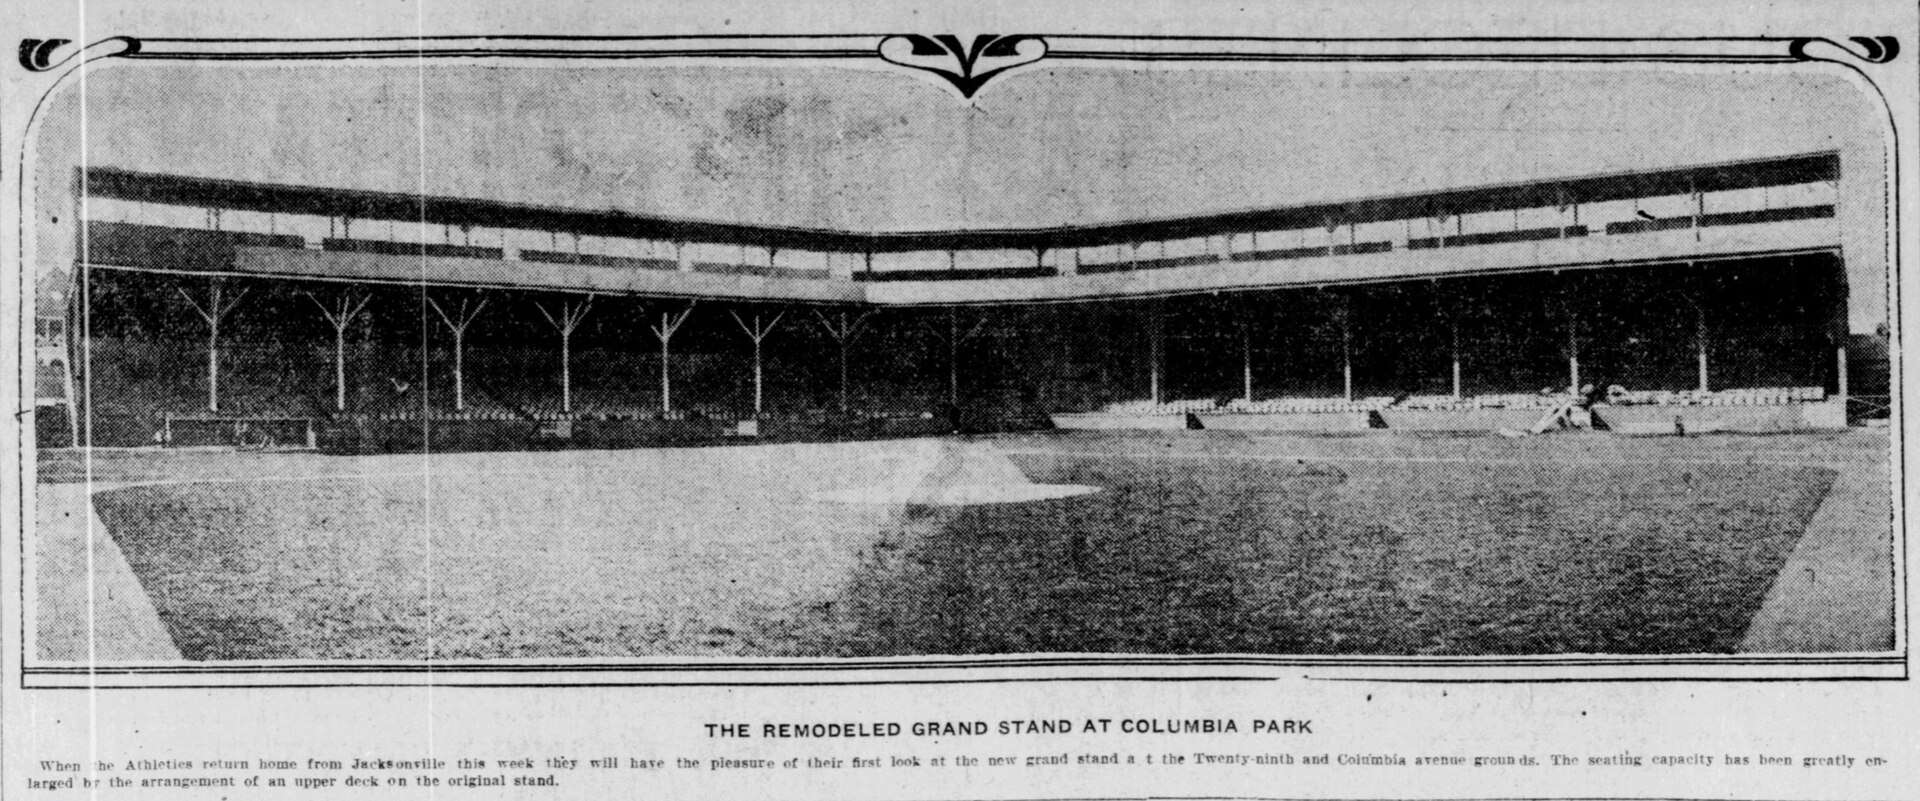 THE REMODELED GRAND STAND AT COLUMBIA PARK
When the Athletics return home from Jacksonville this week they will have the pleasure of their first look at the new grand stand a t the Twenty-ninth and Columbia avenue grounds. The seating capacity has been greatly en-
larged by the arrangement of an upper deck on the original stand.